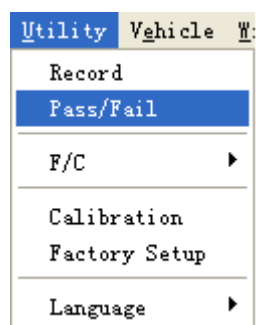 Utility Vehicle W
Record
Pass/Fail
F/C
Calibration
Factory Setup
Language